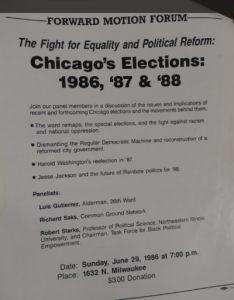 FORWARD MOTION FORUM
The Fight for Equality and Political Reform:
Chicago's Elections:
1986, '87 & '88
Join our panel members in a discussion of the issues and implications of
recent and forthcoming Chicago elections and the movements behind them.
• The ward remaps, the special elections, and the fight against racism
and national oppression.
• Dismantling the Regular Democratic Machine and reconstruction of a
reformed city government.
• Harold Washington's reelection in '87.
• Jesse Jackson and the future of Rainbow politics for '88.
Panelists:
Luis Gutierrez, Alderman, 26th Ward
Richard Saks, Common Ground Network
Robert Starks, Professor of Political Science, Northeastern Illinois
University, and Chairman, Task Force for Black Political
Empowerment.
Date: Sunday, June 29, 1986 at 7:00 p.m.
Place: 1632 N. Milwaukee
$3.00 Donation